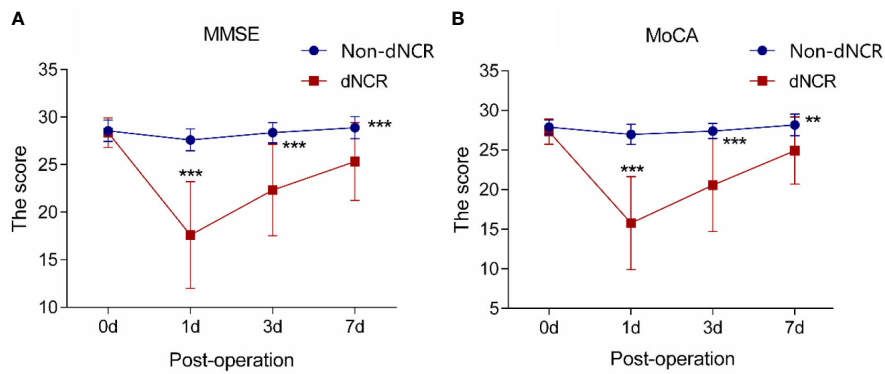 A
MMSE
Non-dNCR
dNCR
35
30
25
20
15
10
The score
***
***
***
0d
1d
3d
7d
Post-operation
B
MoCA
Non-dNCR
dNCR
35
30
25
20
15
10
5
The score
***
***
**
0d
1d
3d
7d
Post-operation